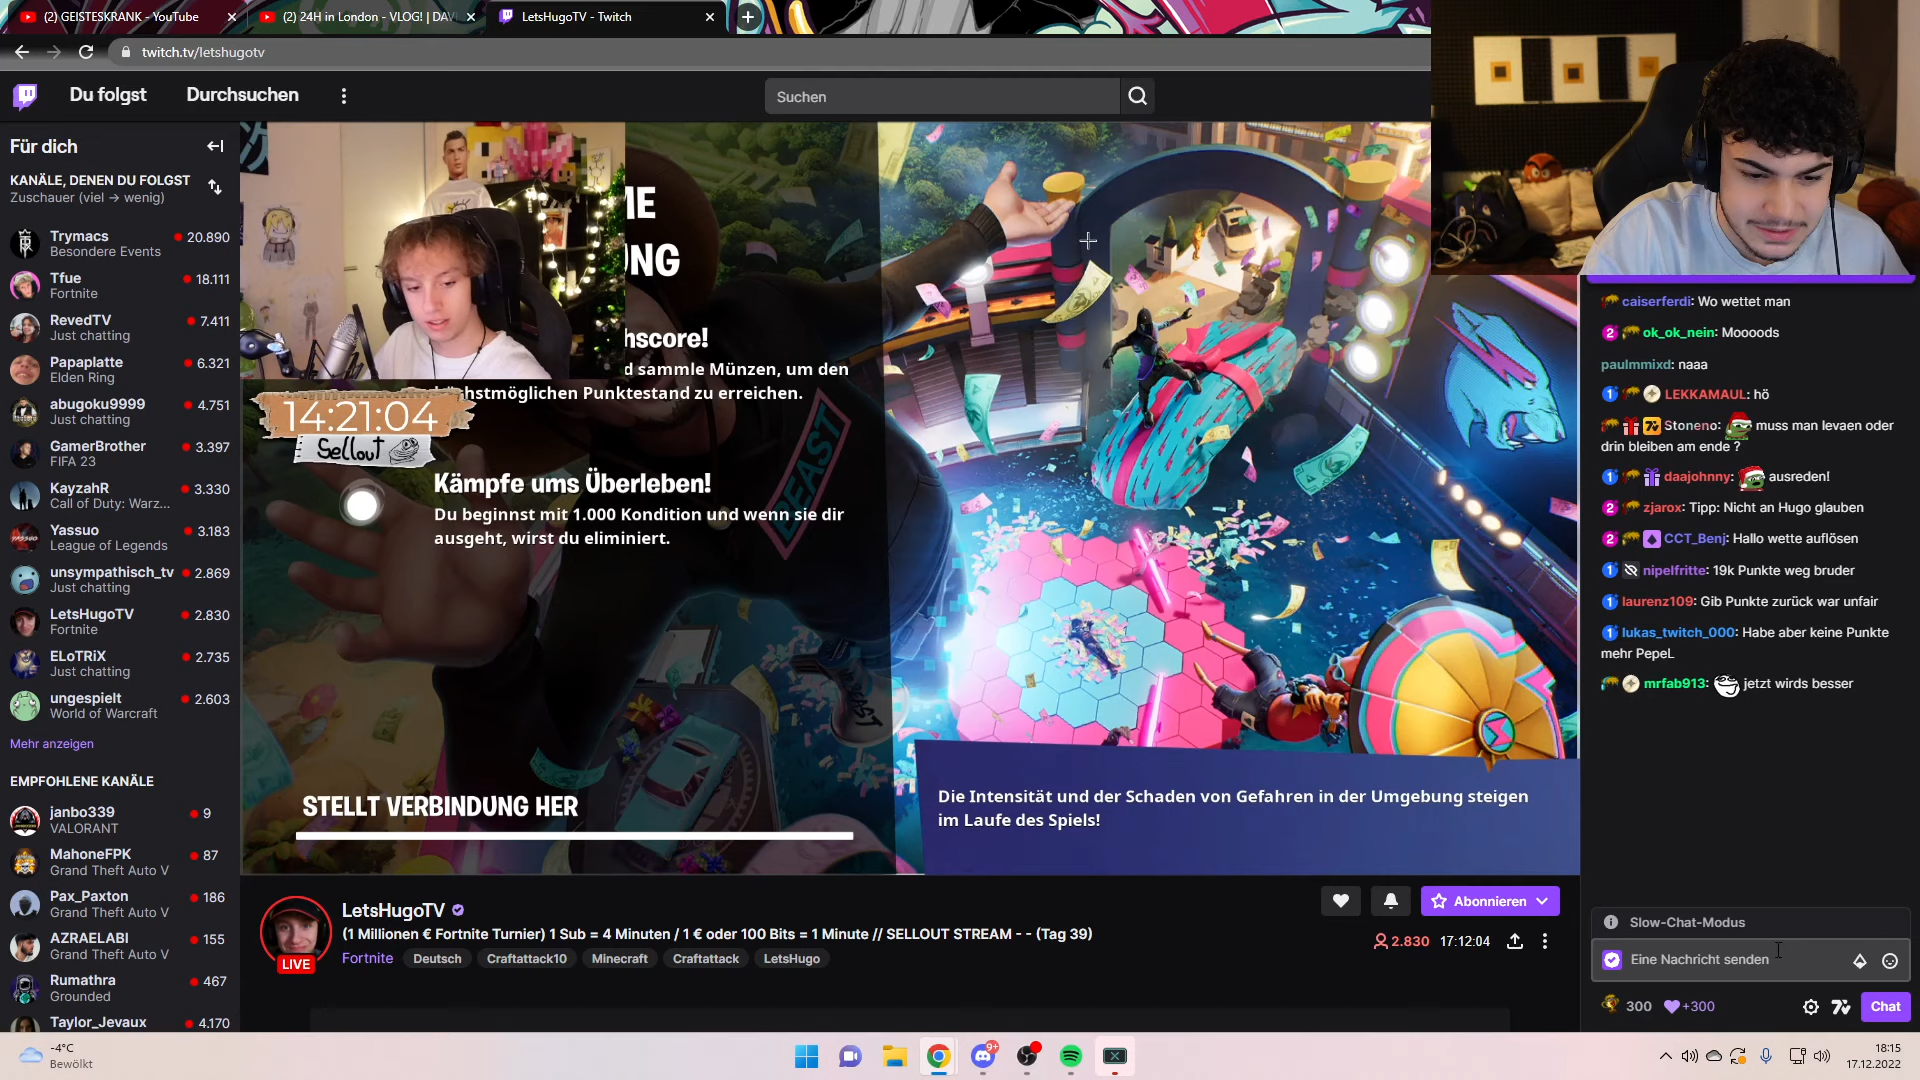 (2) GEISTESKRANK - YouTube
(2) 24H in London - VLOG! | DAV
LetsHugoTV - Twitch
twitch.tv/letshugotv
Du folgst
Durchsuchen
Suchen
Für dich
KANÄLE, DENEN DU FOLGST
Zuschauer (viel → wenig)
Trymacs
20.890
Besondere Events
Tfue
18.111
Fortnite
RevedTV
7.411
Just chatting
Papaplatte
6.321
Elden Ring
abugoku9999
4.751
Just chatting
GamerBrother
3.397
FIFA 23
KayzahR
3.330
Call of Duty: Warz...
Yassuo
3.183
League of Legends
unsympathisch_tv
2.869
Just chatting
LetsHugoTV
2.830
Fortnite
ELoTRiX
2.735
Just chatting
ungespielt
2.603
World of Warcraft
Mehr anzeigen
EMPFOHLENE KANÄLE
janbo339
9
VALORANT
MahoneFPK
87
Grand Theft Auto V
Pax_Paxton
186
Grand Theft Auto V
AZRAELABI
155
Grand Theft Auto V
Rumathra
467
Grounded
Taylor_Jevaux
4.170
ME
NG
hscore!
d sammle Münzen, um den
hstmöglichen Punktestand zu erreichen.
14:21:04
Sellout
Kämpfe ums Überleben!
Du beginnst mit 1.000 Kondition und wenn sie dir
ausgeht, wirst du eliminiert.
BEAST
STELLT VERBINDUNG HER
Die Intensität und der Schaden von Gefahren in der Umgebung steigen
im Laufe des Spiels!
LetsHugoTV
(1 Millionen € Fortnite Turnier) 1 Sub = 4 Minuten / 1 € oder 100 Bits = 1 Minute // SELLOUT STREAM - - (Tag 39)
LIVE
Fortnite
Deutsch
Craftattack10
Minecraft
Craftattack
LetsHugo
Abonnieren
2.830
17:12:04
caiserferdi: Wo wettet man
2 ok_ok_nein: Moooods
paulmmixd: naaa
1 LEKKAMAUL: hö
Stoneno: muss man levaen oder
drin bleiben am ende ?
1 daajohnny: ausreden!
2 zjarox: Tipp: Nicht an Hugo glauben
2 CCT_Benj: Hallo wette auflösen
1 nipelfritte: 19k Punkte weg bruder
1 laurenz109: Gib Punkte zurück war unfair
1 lukas_twitch_000: Habe aber keine Punkte
mehr PepeL
mrfab913: jetzt wirds besser
Slow-Chat-Modus
Eine Nachricht senden
300
+300
Chat
-4°C
Bewölkt
9+
18:15
17.12.2022